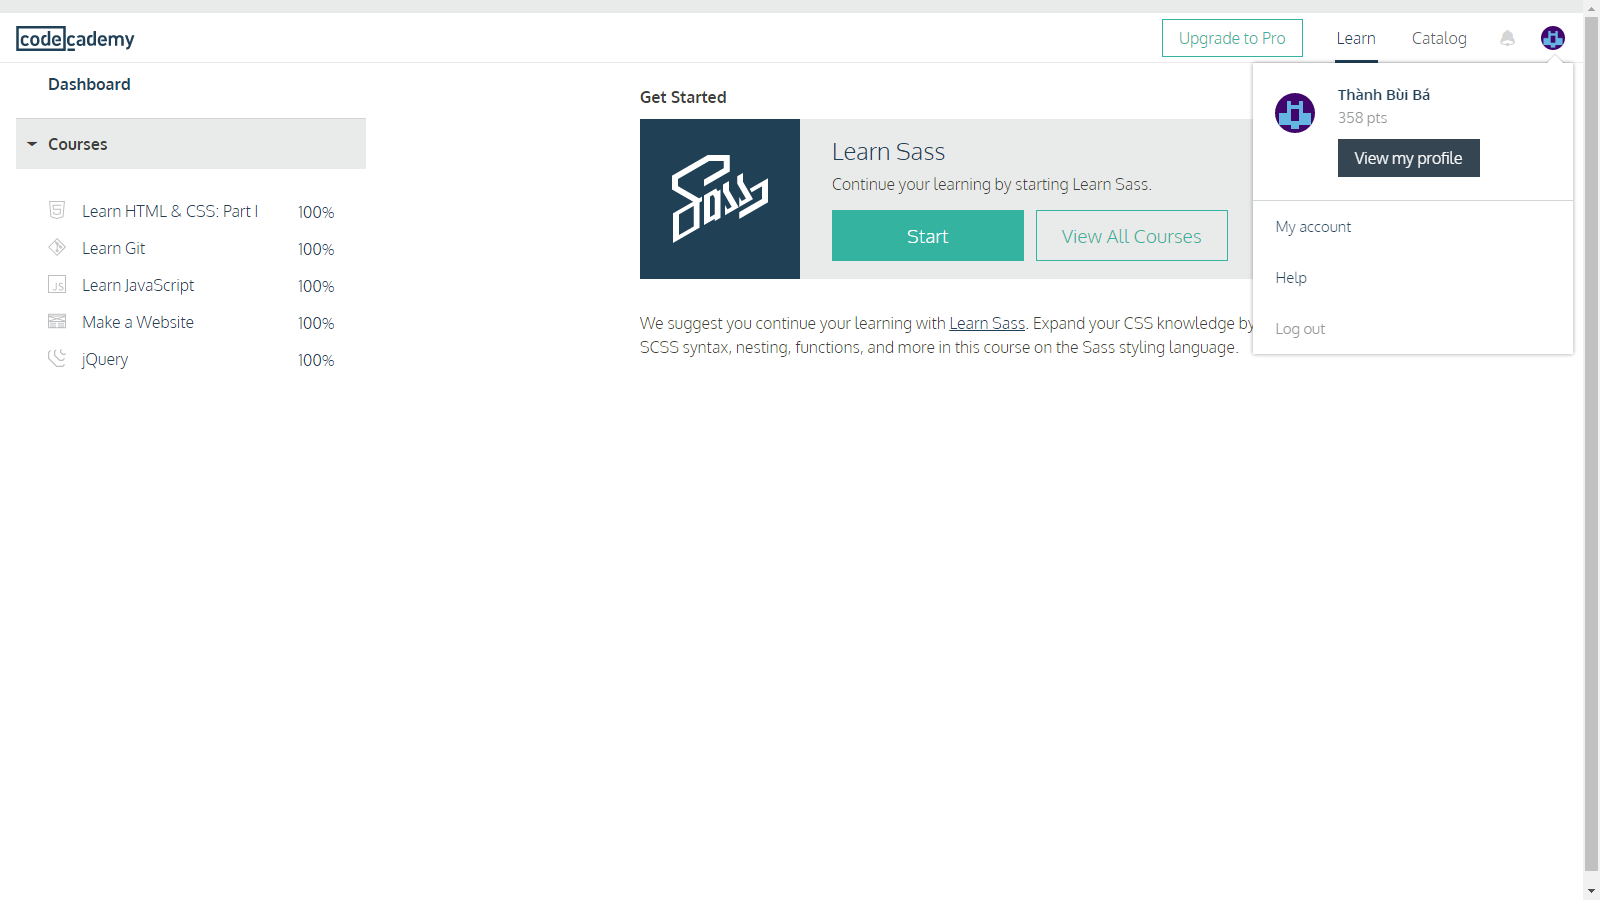 codecademy
Upgrade to Pro
Learn
Catalog
Dashboard
Courses
Learn HTML & CSS: Part I 100%
Learn Git 100%
Learn JavaScript 100%
Make a Website 100%
jQuery 100%
Get Started
Sass
Learn Sass
Continue your learning by starting Learn Sass.
Start
View All Courses
We suggest you continue your learning with Learn Sass. Expand your CSS knowledge by
SCSS syntax, nesting, functions, and more in this course on the Sass styling language.
Thành Bùi Bá
358 pts
View my profile
My account
Help
Log out
JS